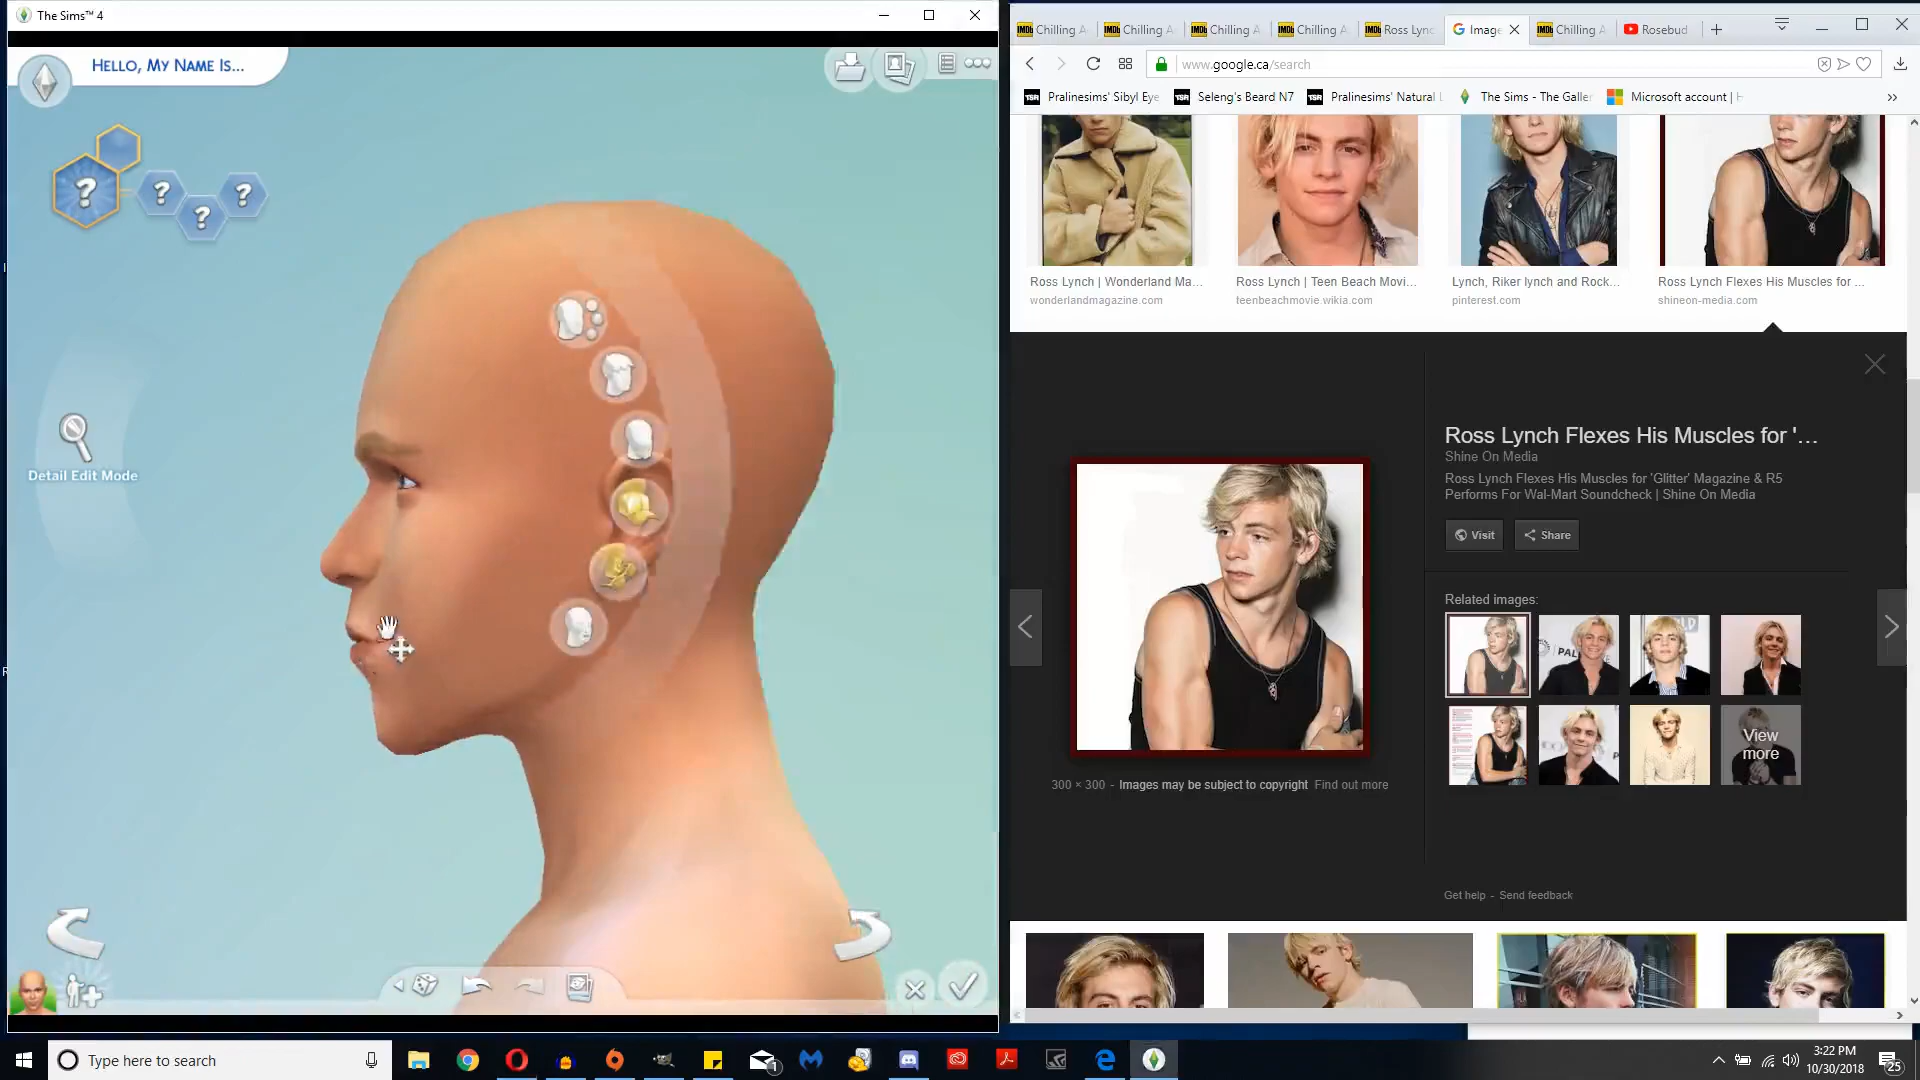 The Sims™ 4
Hello, My Name Is...
Detail Edit Mode
Chilling A
Chilling A
Chilling A
Chilling A
Ross Lync
Imag
Chilling A
Rosebud
www.google.ca/search
Pralinesims' Sibyl Eye
Seleng's Beard N7
Pralinesims' Natural
The Sims - The Galler
Microsoft account | H
Ross Lynch | Wonderland Ma...
wonderlandmagazine.com
Ross Lynch | Teen Beach Movi...
teenbeachmovie.wikia.com
Lynch, Riker lynch and Rock...
pinterest.com
Ross Lynch Flexes His Muscles for ...
shineon-media.com
Ross Lynch Flexes His Muscles for '...
Shine On Media
Ross Lynch Flexes His Muscles for 'Glitter' Magazine & R5
Performs For Wal-Mart Soundcheck | Shine On Media
Visit
Share
Related images:
View
more
300 × 300 - Images may be subject to copyright Find out more
Get help - Send feedback
Type here to search
3:22 PM
10/30/2018
25